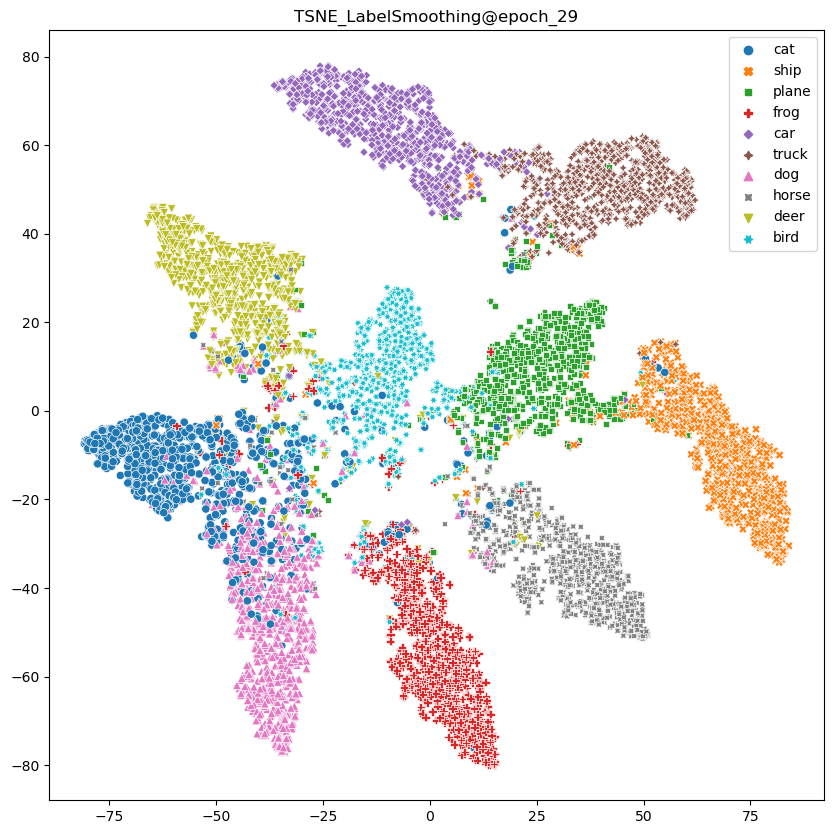 TSNE_LabelSmoothing@epoch_29
cat
ship
plane
frog
car
truck
dog
horse
deer
bird
80
60
40
20
0
−20
−40
−60
−80
−75 −50 −25 0 25 50 75